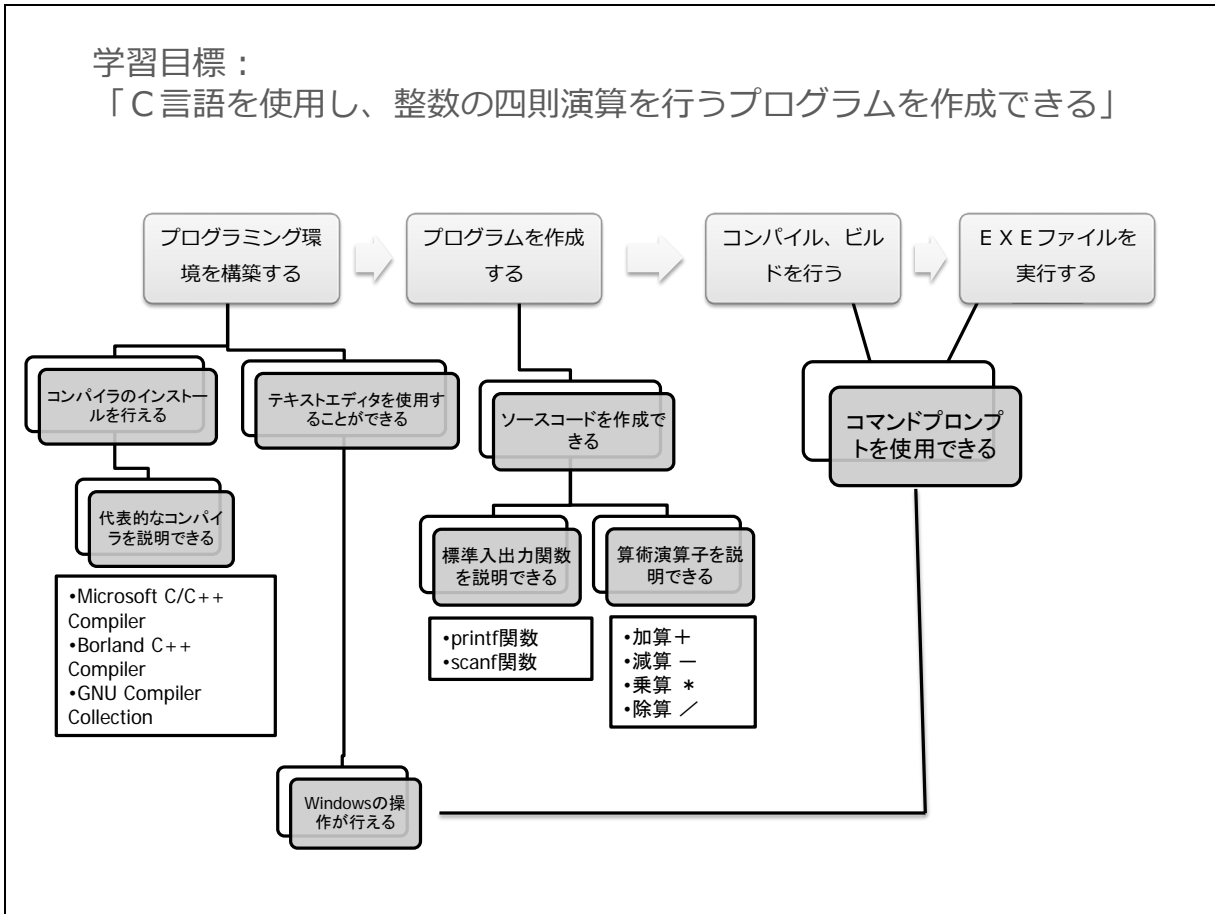 学習目標：
「Ｃ言語を使用し、整数の四則演算を行うプログラムを作成できる」
プログラミング環
境を構築する
プログラムを作成
する
コンパイル、ビル
ドを行う
ＥＸＥファイルを
実行する
コンパイラのインストー
ルを行える
テキストエディタを使用す
ることができる
ソースコードを作成で
きる
コマンドプロンプ
トを使用できる
代表的なコンパイ
ラを説明できる
標準入出力関数
を説明できる
算術演算子を説
明できる
•Microsoft C/C++
Compiler
•Borland C++
Compiler
•GNU Compiler
Collection
•printf関数
•scanf関数
•加算＋
•減算 －
•乗算 ＊
•除算 ／
Windowsの操
作が行える